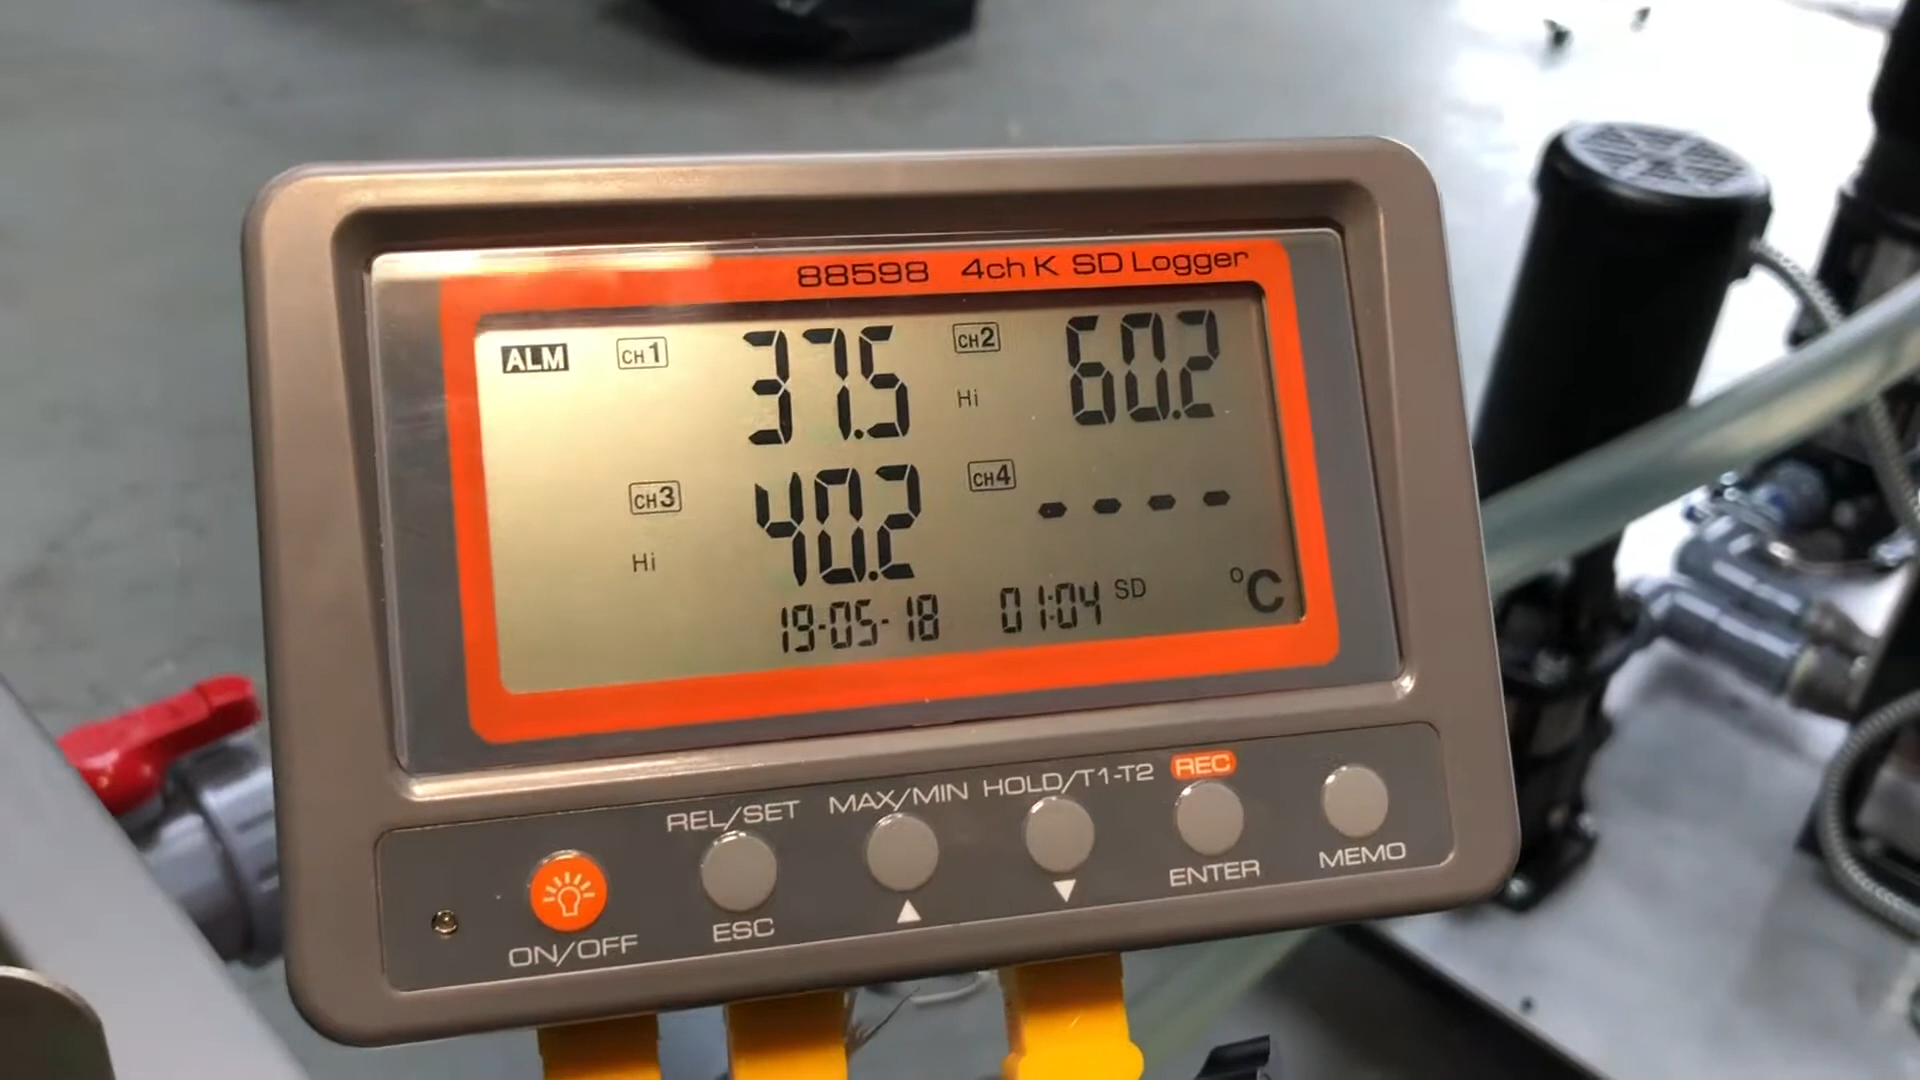 88598 4ch K SD Logger
ALM CH1 37.5 CH2 Hi 60.2
CH3 Hi 40.2 CH4 - - - -
19-05-18 01:04 SD °C
REL/SET MAX/MIN HOLD/T1-T2 REC
ON/OFF ESC ▲ ▼ ENTER MEMO